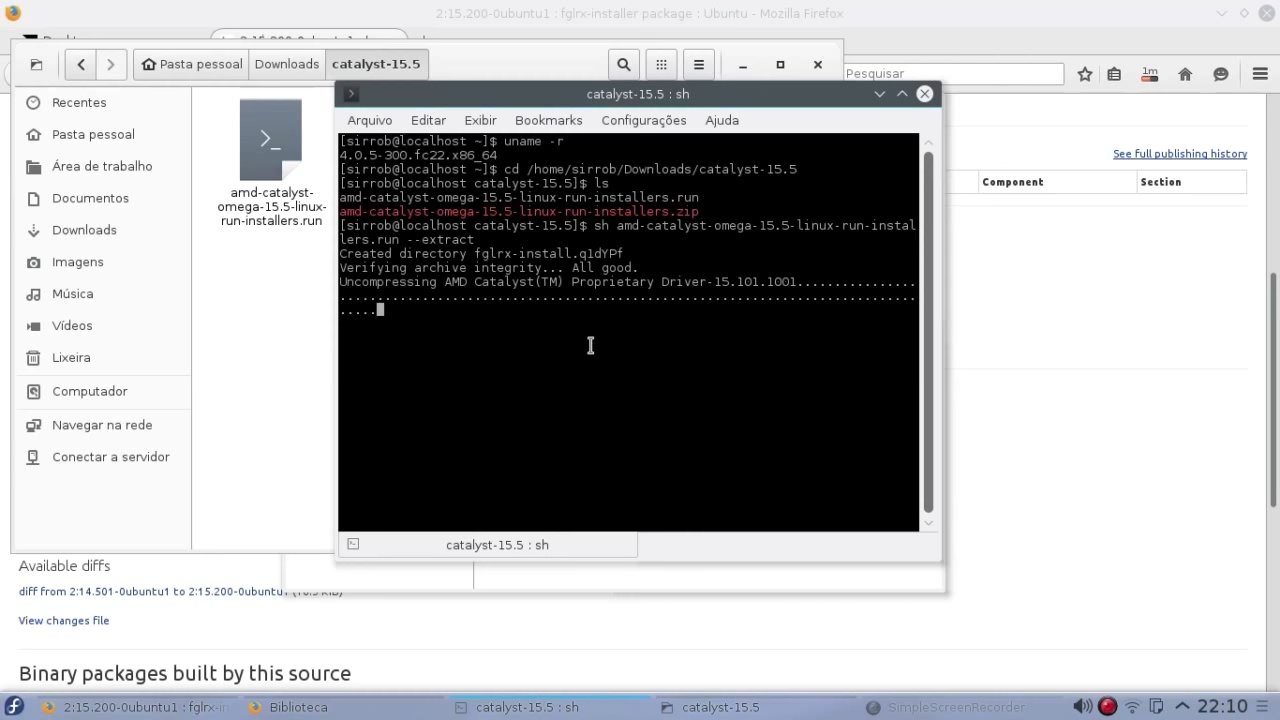 2:15.200-0ubuntu1 : fglrx-installer package : Ubuntu - Mozilla Firefox
Pasta pessoal
Downloads
catalyst-15.5
Pesquisar
1m
Recentes
Pasta pessoal
Área de trabalho
Documentos
Downloads
Imagens
Música
Vídeos
Lixeira
Computador
Navegar na rede
Conectar a servidor
amd-catalyst-
omega-15.5-linux-
run-installers.run
catalyst-15.5 : sh
Arquivo Editar Exibir Bookmarks Configurações Ajuda
[sirrob@localhost ~]$ uname -r
4.0.5-300.fc22.x86_64
[sirrob@localhost ~]$ cd /home/sirrob/Downloads/catalyst-15.5
[sirrob@localhost catalyst-15.5]$ ls
amd-catalyst-omega-15.5-linux-run-installers.run
amd-catalyst-omega-15.5-linux-run-installers.zip
[sirrob@localhost catalyst-15.5]$ sh amd-catalyst-omega-15.5-linux-run-instal
lers.run --extract
Created directory fglrx-install.q1dYPf
Verifying archive integrity... All good.
Uncompressing AMD Catalyst(TM) Proprietary Driver-15.101.1001................
.............................................................................
.....
catalyst-15.5 : sh
See full publishing history
Component Section
Available diffs
diff from 2:14.501-0ubuntu1 to 2:15.200-0ubuntu1
View changes file
Binary packages built by this source
2:15.200-0ubuntu1 : fglrx-i
Biblioteca
catalyst-15.5 : sh
catalyst-15.5
SimpleScreenRecorder
22:10